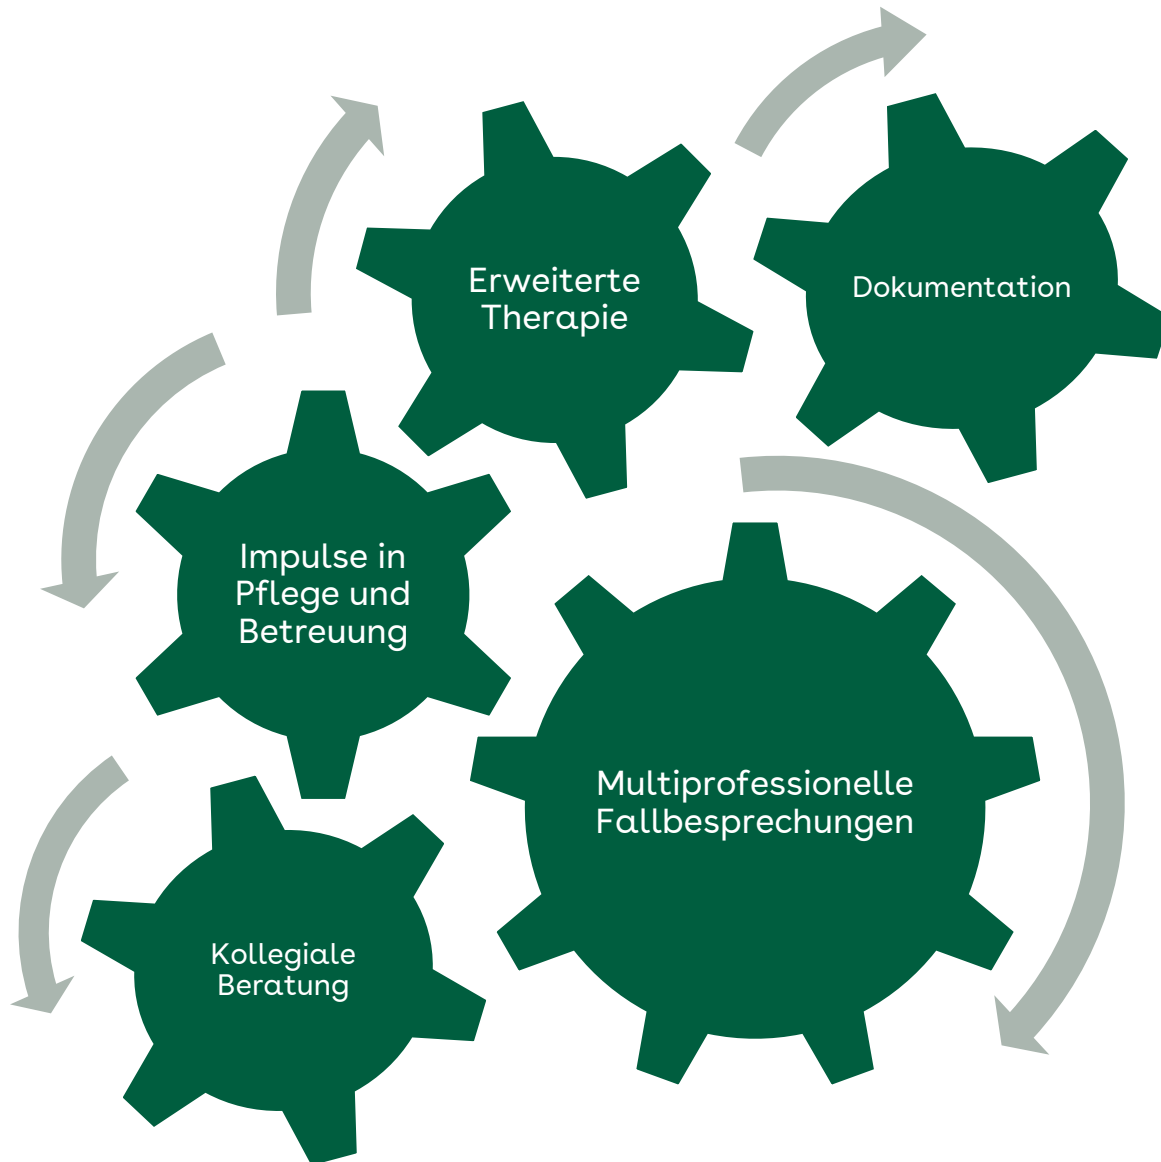 Erweiterte
Therapie
Dokumentation
Impulse in
Pflege und
Betreuung
Multiprofessionelle
Fallbesprechungen
Kollegiale
Beratung